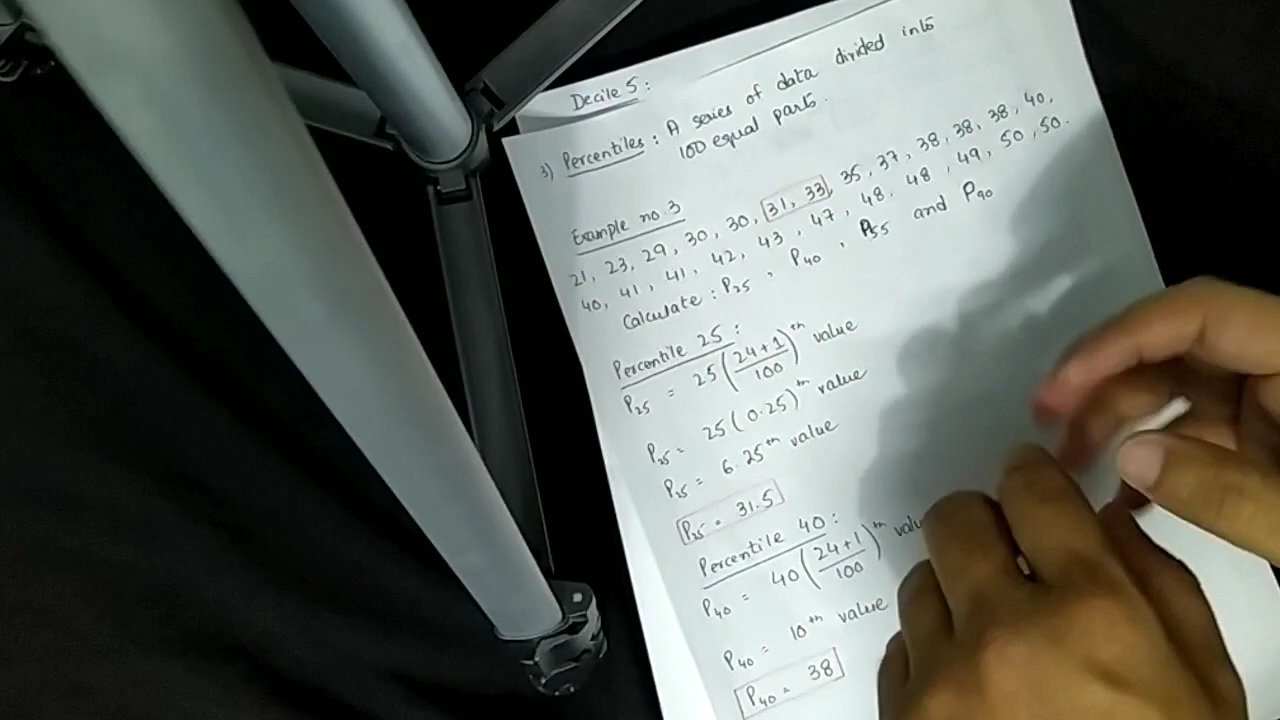 Decile 5:
3) Percentiles: A series of data divided into
100 equal parts.
Example no.3
21, 23, 29, 30, 30, 31, 33, 35, 37, 38, 38, 38, 40,
40, 41, 41, 42, 43, 47, 48, 48, 49, 50, 50.
Calculate: P25, P40, P55 and P90
Percentile 25:
P25 = 25(24+1/100)th value
P25 = 25(0.25)th value
P25 = 6.25th value
P25 = 31.5
Percentile 40:
P40 = 40(24+1/100)th
P40 = 10th value
P40 = 38